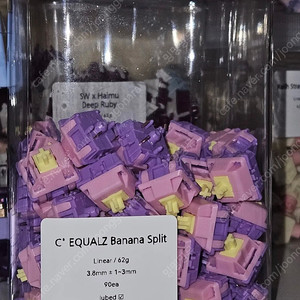 SW x Haimu
Deep Ruby
C³ EQUALZ Banana Split
Linear / 62g
3.8mm ± 1~3mm
90ea
Lubed ☑